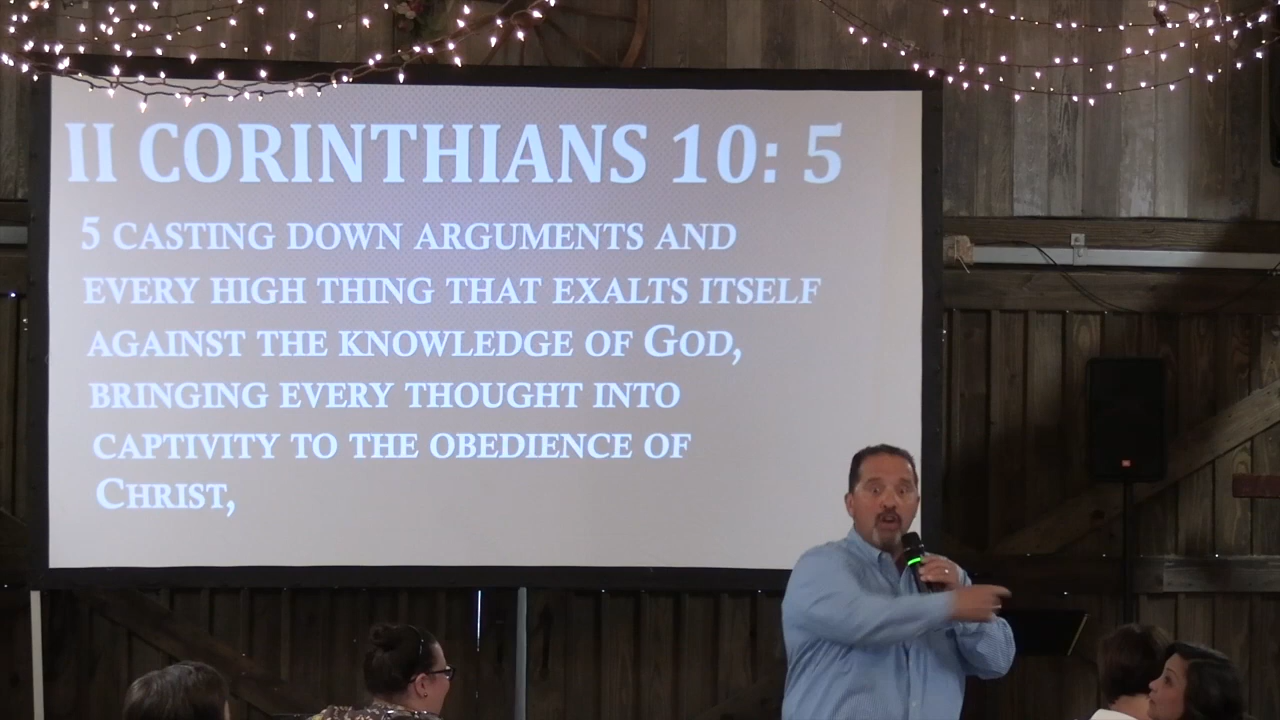 II CORINTHIANS 10: 5
5 CASTING DOWN ARGUMENTS AND
EVERY HIGH THING THAT EXALTS ITSELF
AGAINST THE KNOWLEDGE OF GOD,
BRINGING EVERY THOUGHT INTO
CAPTIVITY TO THE OBEDIENCE OF
CHRIST,